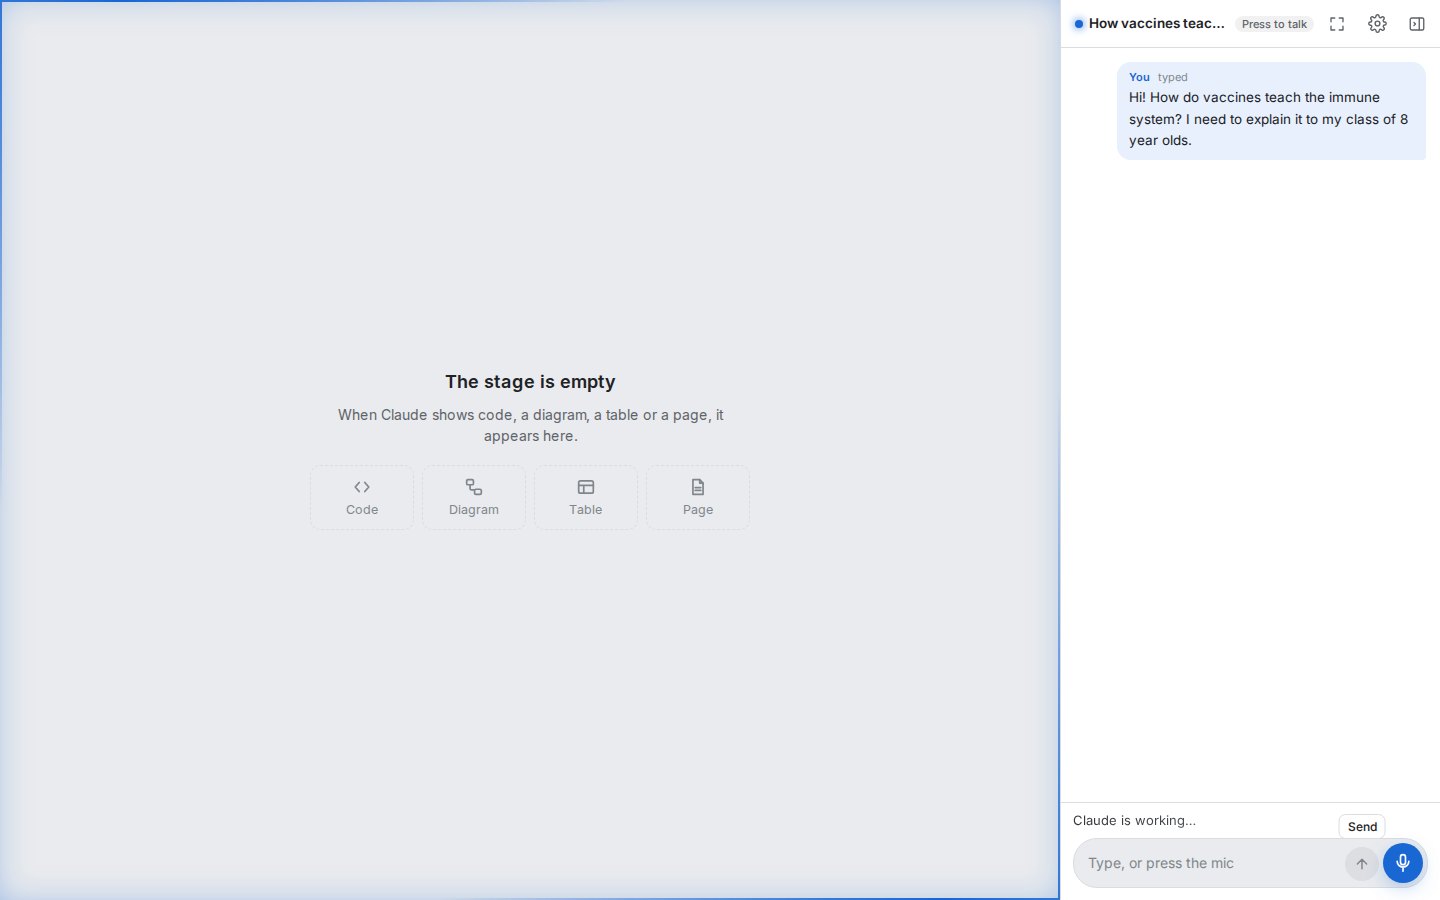 The stage is empty
When Claude shows code, a diagram, a table or a page, it
appears here.
Code
Diagram
Table
Page
How vaccines teac...
Press to talk
You typed
Hi! How do vaccines teach the immune
system? I need to explain it to my class of 8
year olds.
Claude is working...
Send
Type, or press the mic